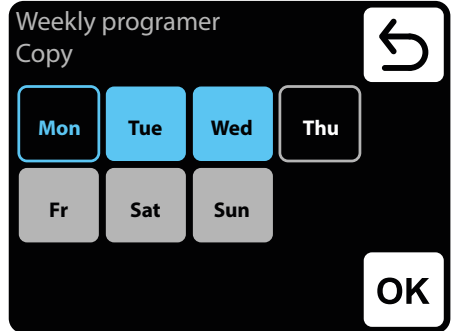 Weekly programer
Copy
Mon Tue Wed Thu
Fr Sat Sun
OK